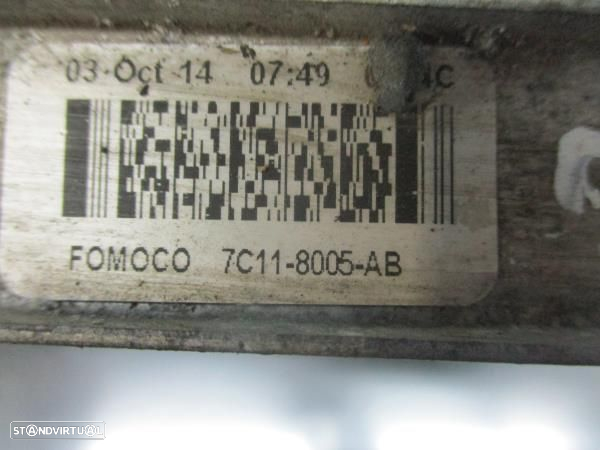 03 Oct 14 07:49
FOMOCO 7C11-8005-AB
STANDVIRTUAL